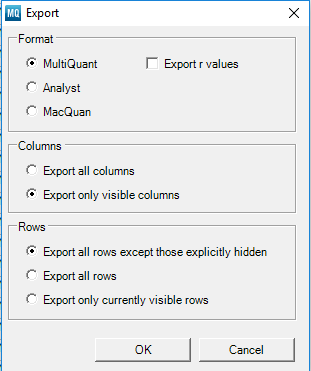 MQ Export
Format
MultiQuant Export r values
Analyst
MacQuan
Columns
Export all columns
Export only visible columns
Rows
Export all rows except those explicitly hidden
Export all rows
Export only currently visible rows
OK Cancel